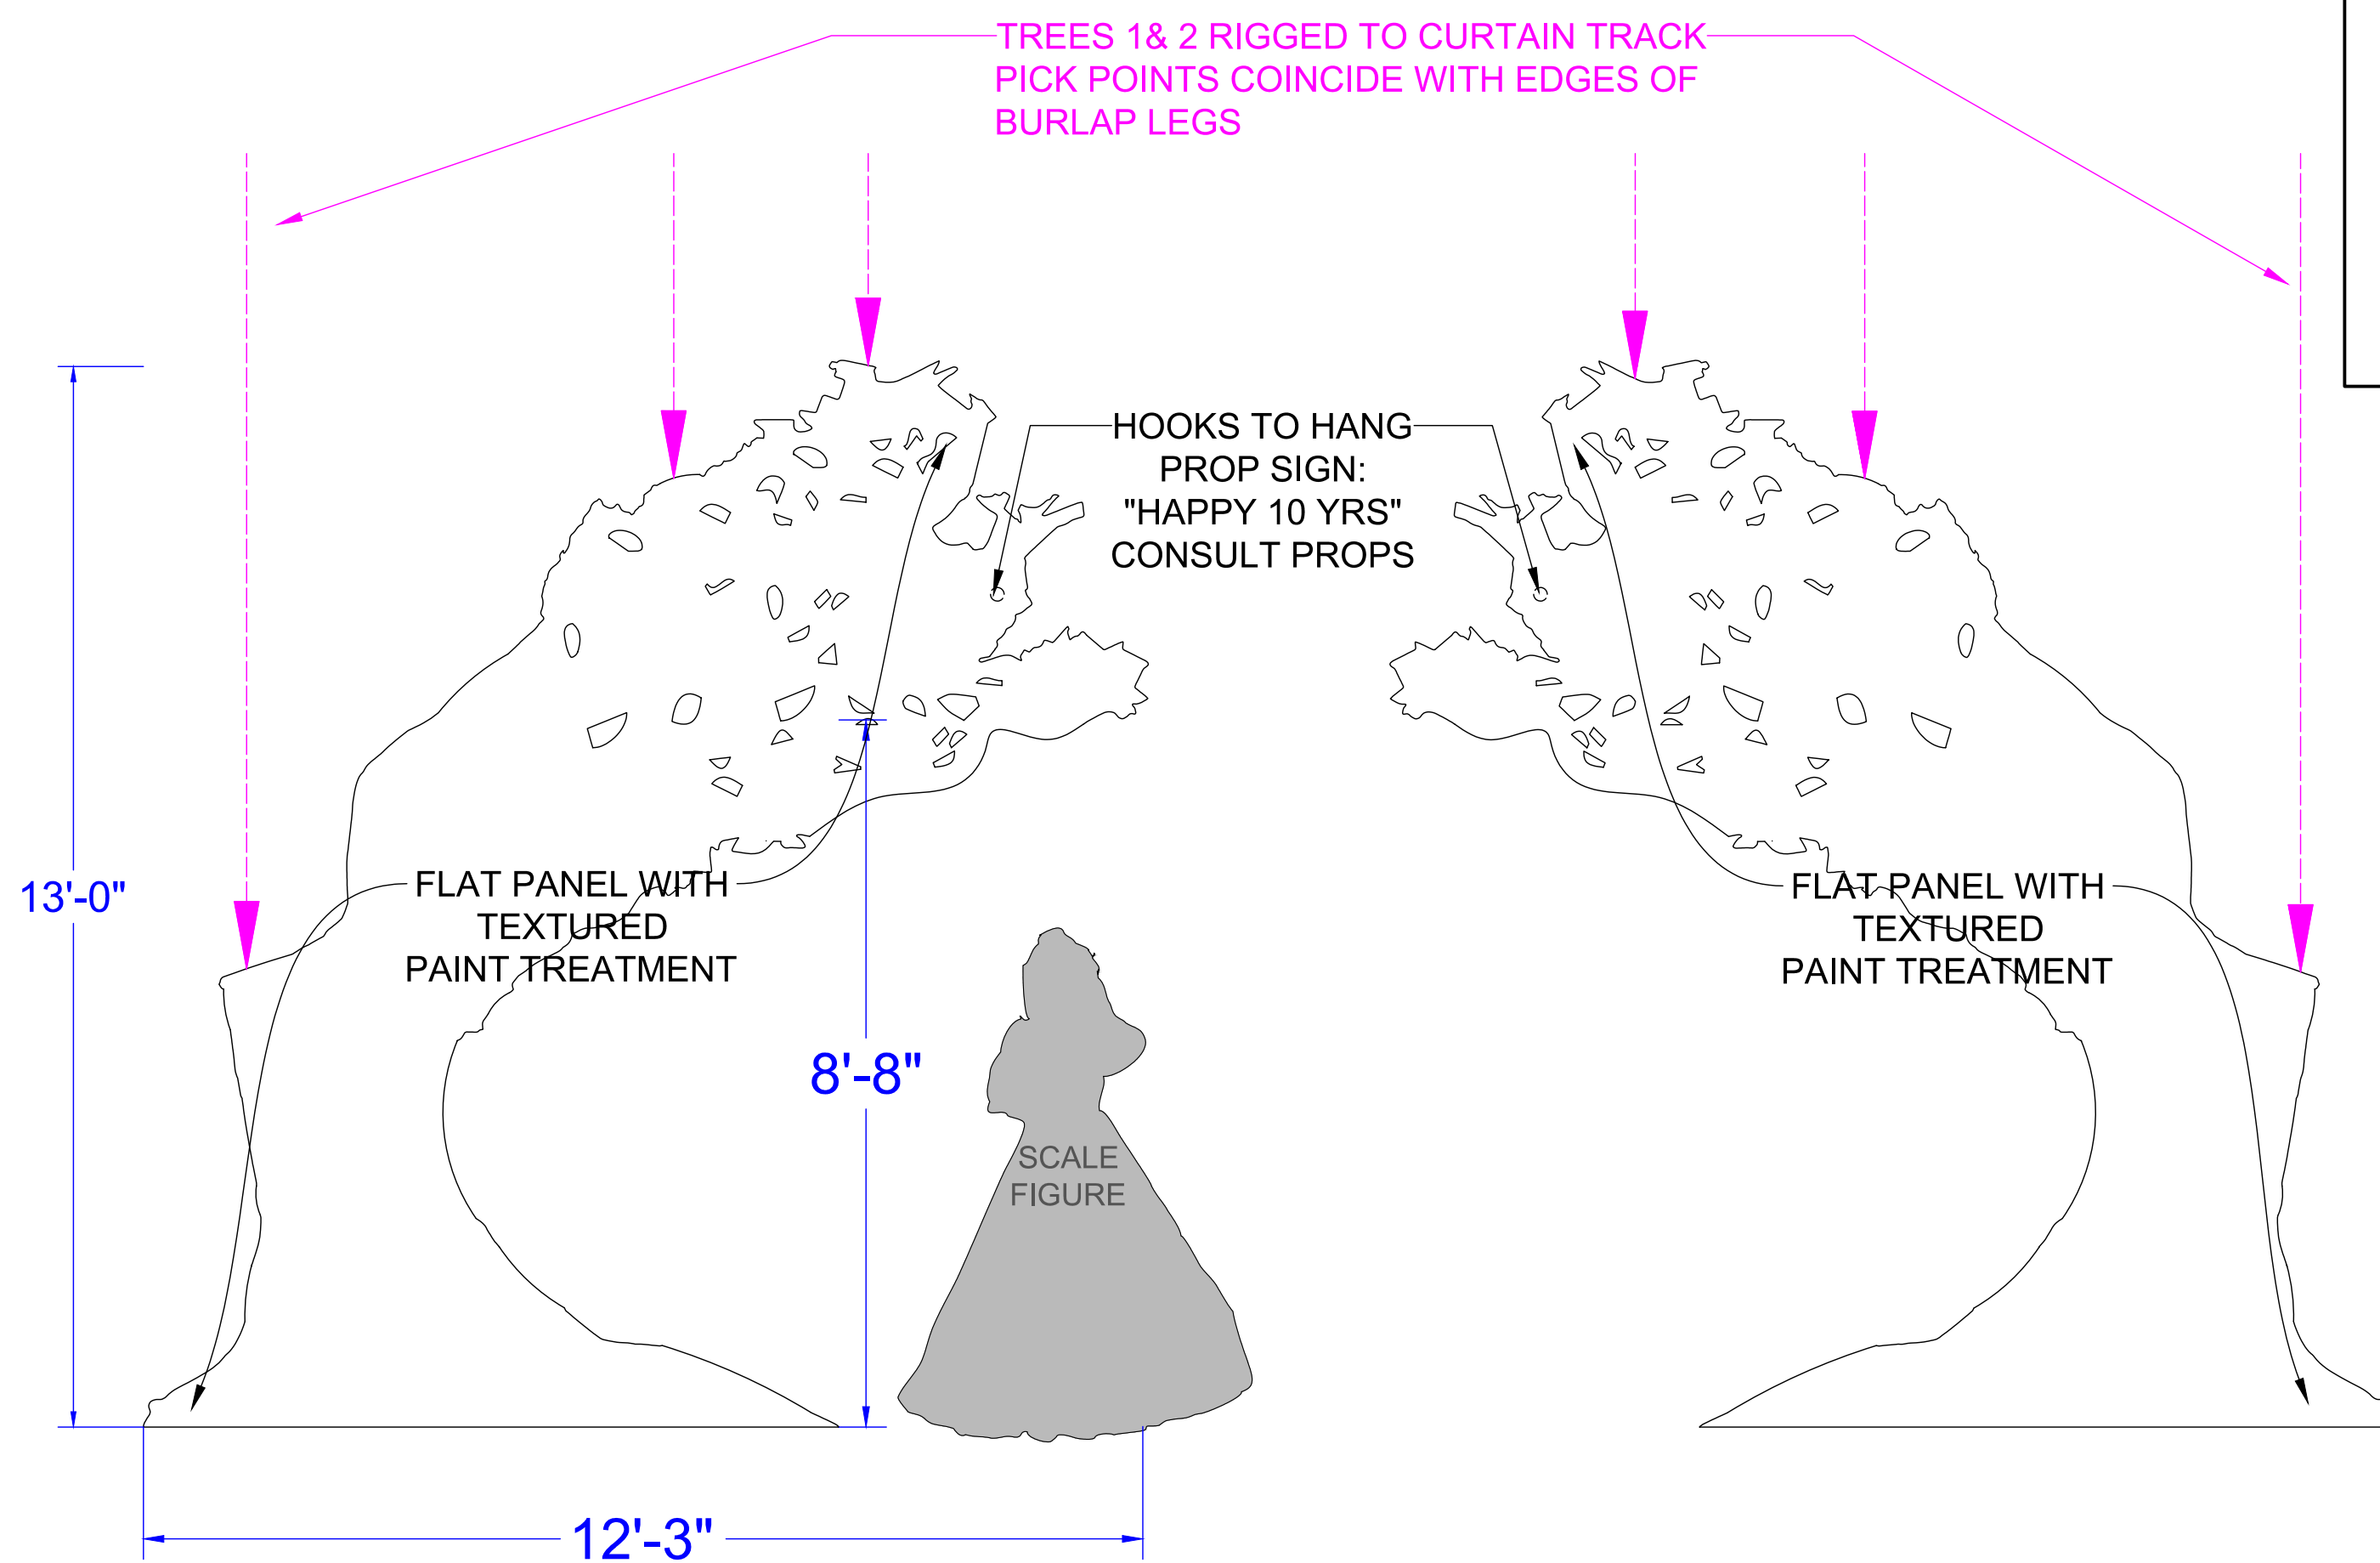 TREES 1& 2 RIGGED TO CURTAIN TRACK
PICK POINTS COINCIDE WITH EDGES OF
BURLAP LEGS
HOOKS TO HANG
PROP SIGN:
"HAPPY 10 YRS"
CONSULT PROPS
13'-0"
FLAT PANEL WITH
TEXTURED
PAINT TREATMENT
FLAT PANEL WITH
TEXTURED
PAINT TREATMENT
8'-8"
SCALE
FIGURE
12'-3"